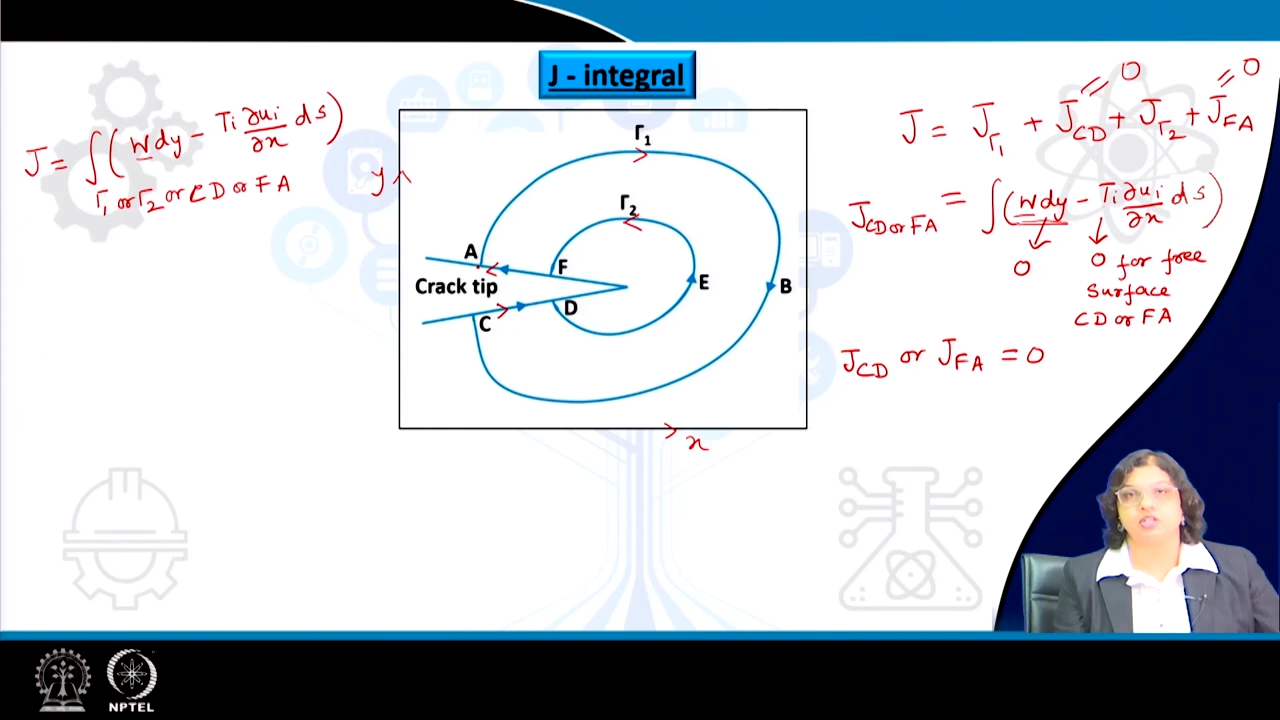 J - integral
J = ∫(Wdy - Ti ∂ui/∂x ds)
Γ1 or Γ2 or CD or FA
y
Γ1
Γ2
A
F
Crack tip
E
B
D
C
x
= 0 = 0
J = JΓ1 + JCD + JΓ2 + JFA
JCD or FA = ∫(Wdy - Ti ∂ui/∂x ds)
0 0 for free
Surface
CD or FA
JCD or JFA = 0
NPTEL